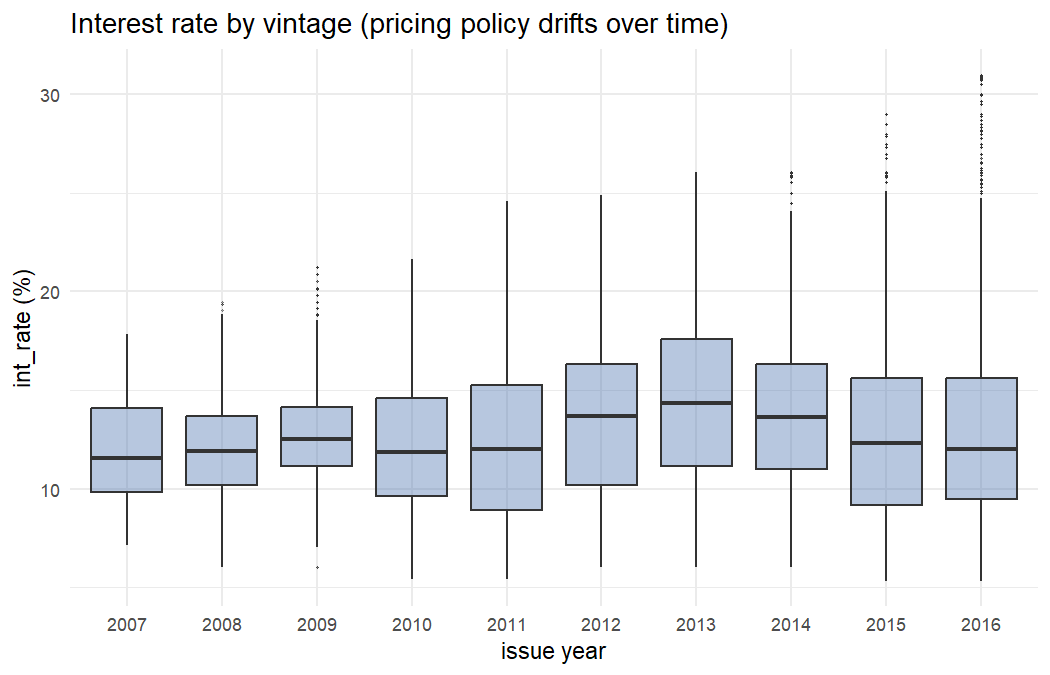 Interest rate by vintage (pricing policy drifts over time)
int_rate (%)
30
20
10
2007 2008 2009 2010 2011 2012 2013 2014 2015 2016
issue year